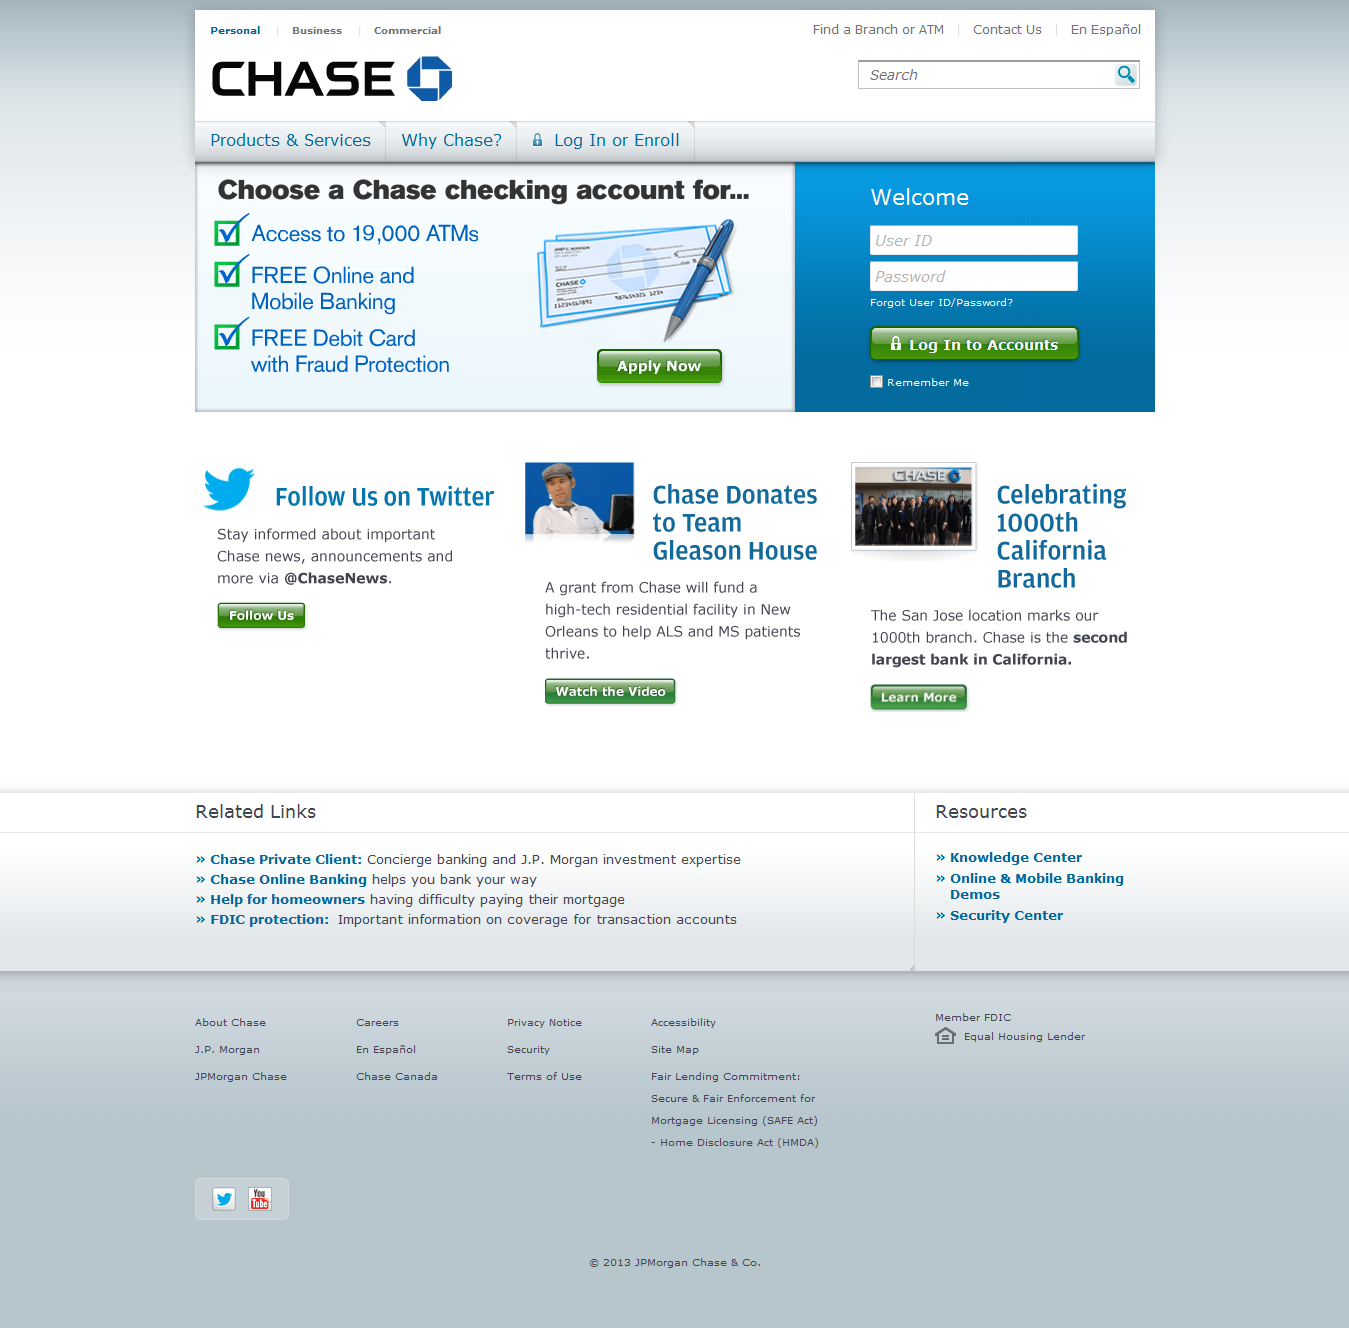 Personal
Business
Commercial
Find a Branch or ATM
Contact Us
En Español
CHASE
Search
Products & Services
Why Chase?
Log In or Enroll
Choose a Chase checking account for...
Access to 19,000 ATMs
FREE Online and
Mobile Banking
FREE Debit Card
with Fraud Protection
CHASE
Apply Now
Welcome
User ID
Password
Forgot User ID/Password?
Log In to Accounts
Remember Me
Follow Us on Twitter
Stay informed about important
Chase news, announcements and
more via @ChaseNews.
Follow Us
Chase Donates
to Team
Gleason House
A grant from Chase will fund a
high-tech residential facility in New
Orleans to help ALS and MS patients
thrive.
Watch the Video
CHASE
Celebrating
1000th
California
Branch
The San Jose location marks our
1000th branch. Chase is the second
largest bank in California.
Learn More
Related Links
» Chase Private Client: Concierge banking and J.P. Morgan investment expertise
» Chase Online Banking helps you bank your way
» Help for homeowners having difficulty paying their mortgage
» FDIC protection: Important information on coverage for transaction accounts
Resources
» Knowledge Center
» Online & Mobile Banking
Demos
» Security Center
About Chase
J.P. Morgan
JPMorgan Chase
Careers
En Español
Chase Canada
Privacy Notice
Security
Terms of Use
Accessibility
Site Map
Fair Lending Commitment:
Secure & Fair Enforcement for
Mortgage Licensing (SAFE Act)
- Home Disclosure Act (HMDA)
Member FDIC
Equal Housing Lender
You
Tube
© 2013 JPMorgan Chase & Co.